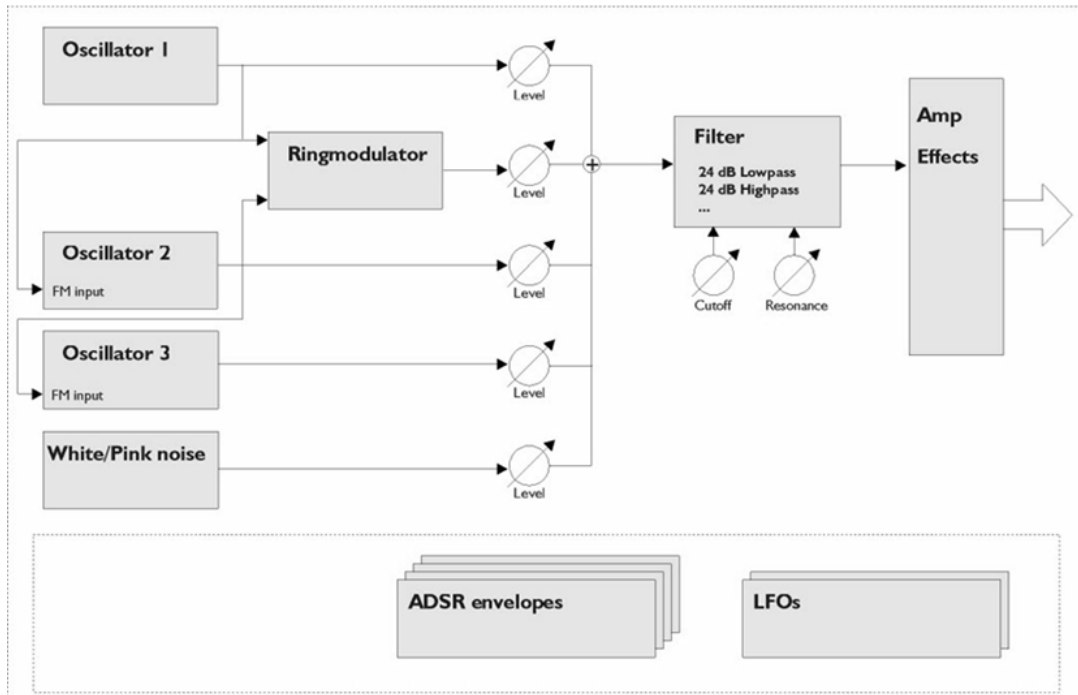 Oscillator 1
Level
Ringmodulator
Level
Filter
24 dB Lowpass
24 dB Highpass
...
Cutoff
Resonance
Amp
Effects
Oscillator 2
FM input
Level
Oscillator 3
FM input
Level
White/Pink noise
Level
ADSR envelopes
LFOs